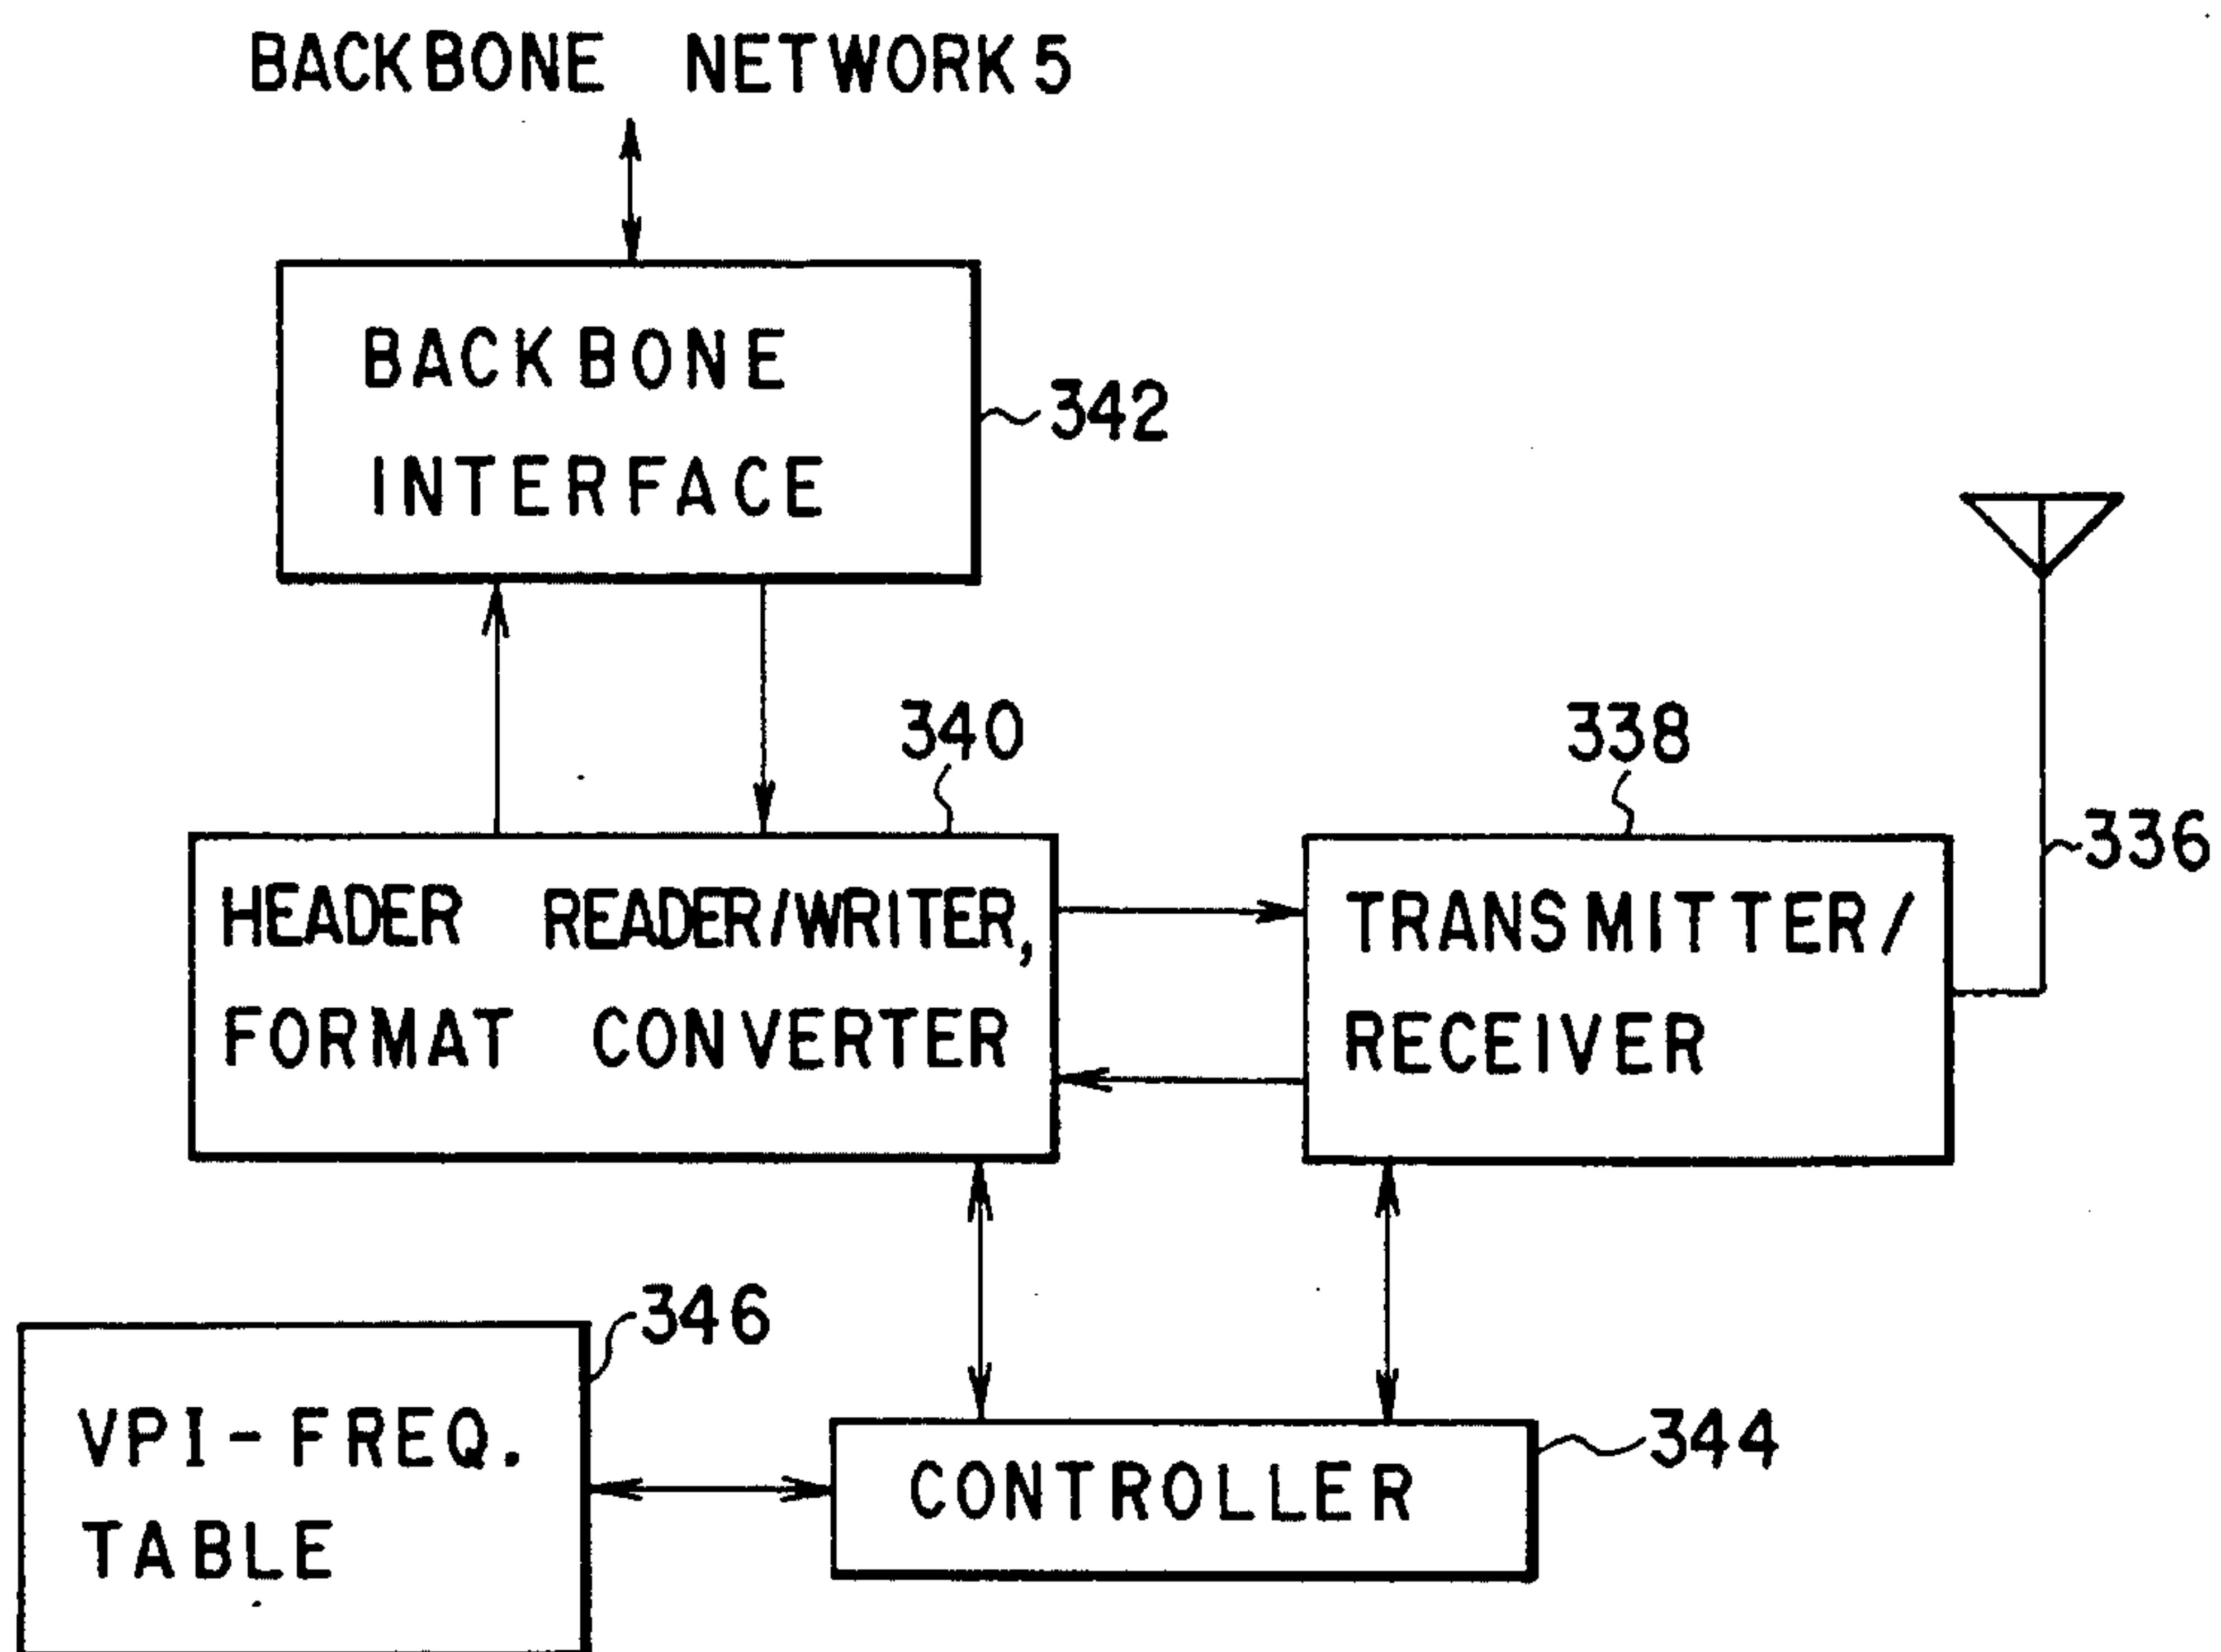 BACKBONE NETWORK 5
BACKBONE
INTERFACE
342
340
338
336
HEADER READER/WRITER,
FORMAT CONVERTER
TRANSMITTER/
RECEIVER
346
VPI-FREQ.
TABLE
344
CONTROLLER